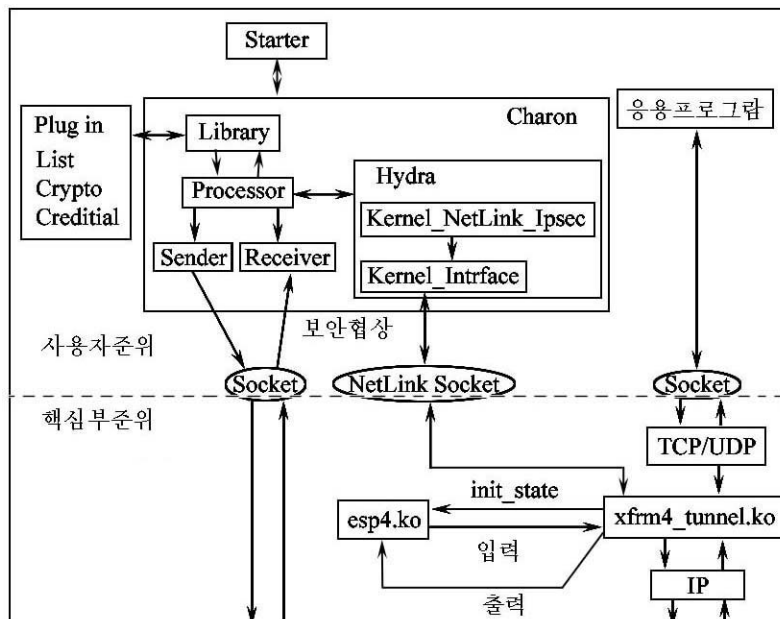 Starter
Charon
응용프로그람
Plug in
List
Crypto
Creditial
Library
Hydra
Processor
Kernel_NetLink_Ipsec
Sender
Receiver
Kernel_Intrface
보안협상
사용자준위
Socket
NetLink Socket
Socket
핵심부준위
TCP/UDP
init_state
esp4.ko
xfrm4_tunnel.ko
입력
IP
출력